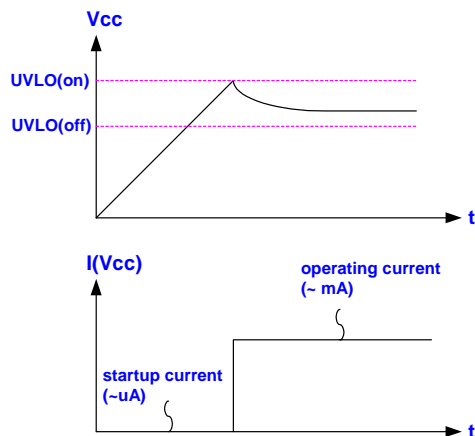 Vcc
UVLO(on)
UVLO(off)
t
I(Vcc)
operating current
(~ mA)
startup current
(~uA)
t